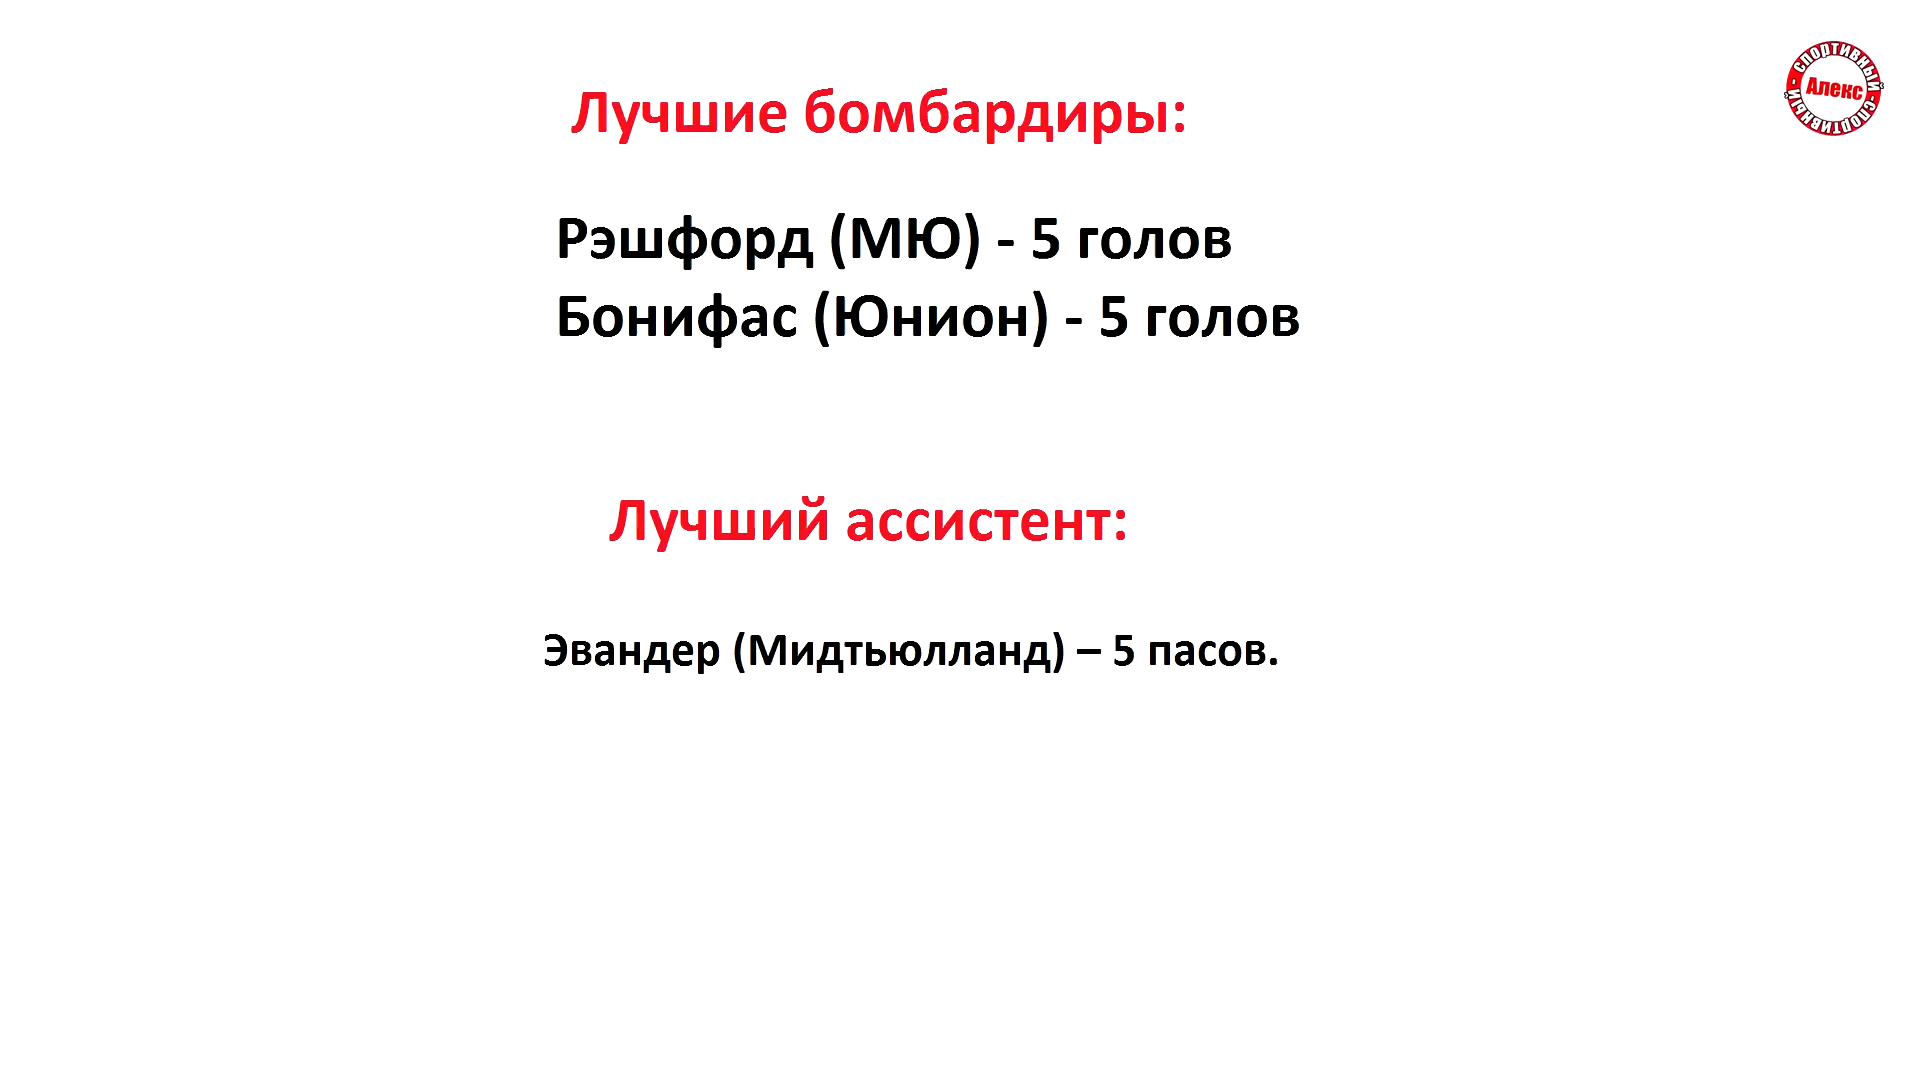 Лучшие бомбардиры:
Рэшфорд (МЮ) - 5 голов
Бонифас (Юнион) - 5 голов
Лучший ассистент:
Эвандер (Мидтьюлланд) – 5 пасов.
- СПОРТИВНЫЙ - СПОРТИВНЫЙ
Алекс